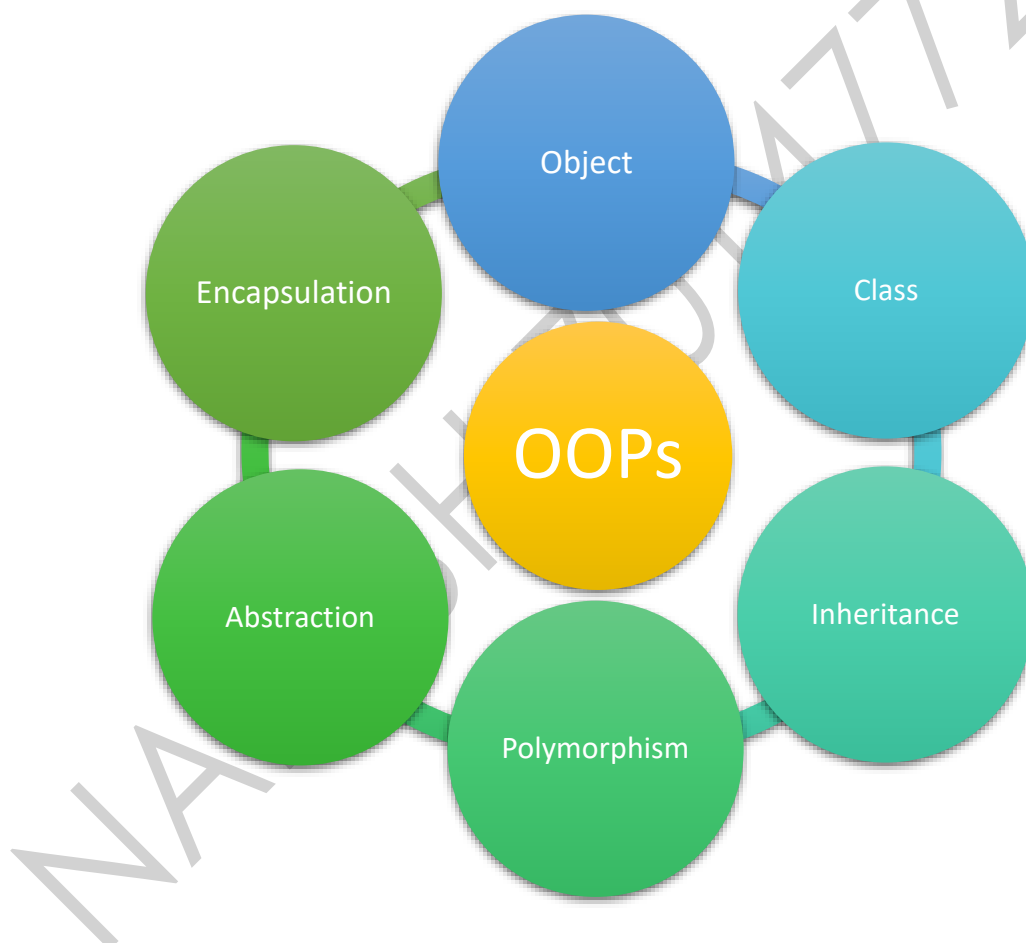 Object
Encapsulation
Class
OOPs
Abstraction
Inheritance
Polymorphism